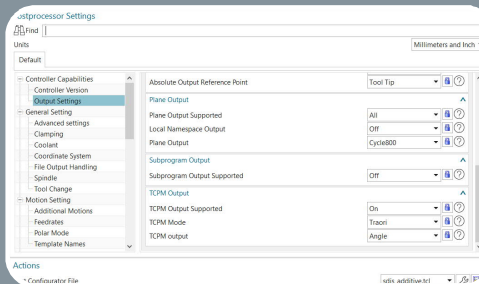 ostprocessor Settings
Find
Units
Millimeters and Inch
Default
Controller Capabilities
Controller Version
Output Settings
General Setting
Advanced settings
Clamping
Coolant
Coordinate System
File Output Handling
Spindle
Tool Change
Motion Setting
Additional Motions
Feedrates
Polar Mode
Template Names
Absolute Output Reference Point Tool Tip
Plane Output
Plane Output Supported All
Local Namespace Output Off
Plane Output Cycle800
Subprogram Output
Subprogram Output Supported Off
TCPM Output
TCPM Output Supported On
TCPM Mode Traori
TCPM output Angle
Actions
Configurator File sdis_additive.tcl